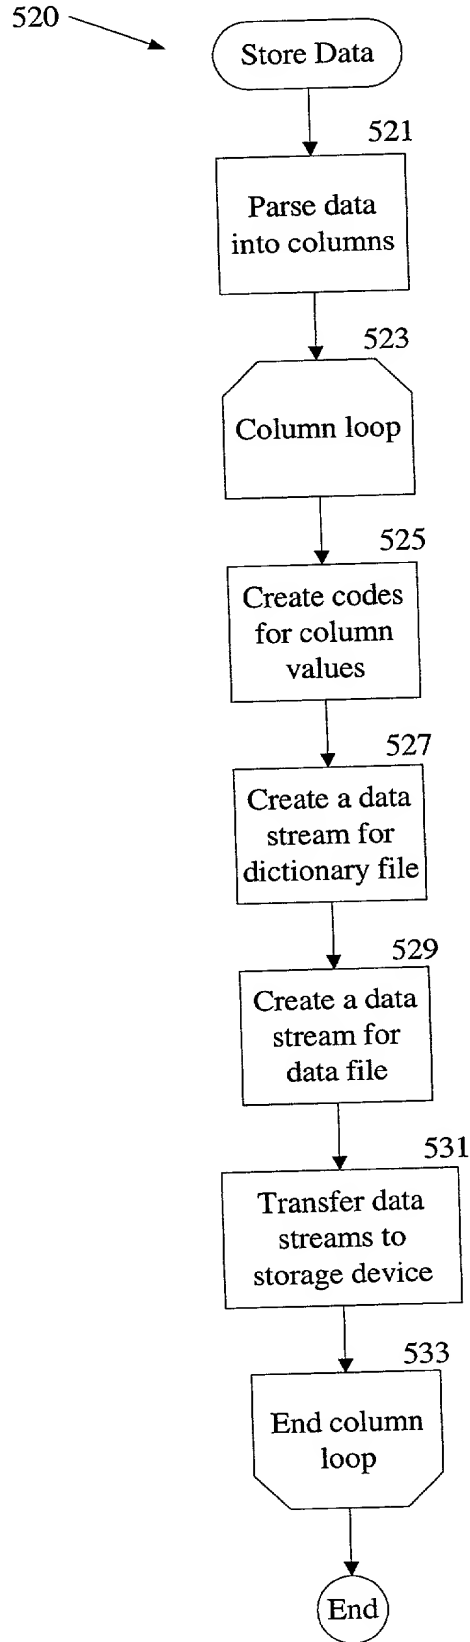 520
Store Data
521
Parse data
into columns
523
Column loop
525
Create codes
for column
values
527
Create a data
stream for
dictionary file
529
Create a data
stream for
data file
531
Transfer data
streams to
storage device
533
End column
loop
End